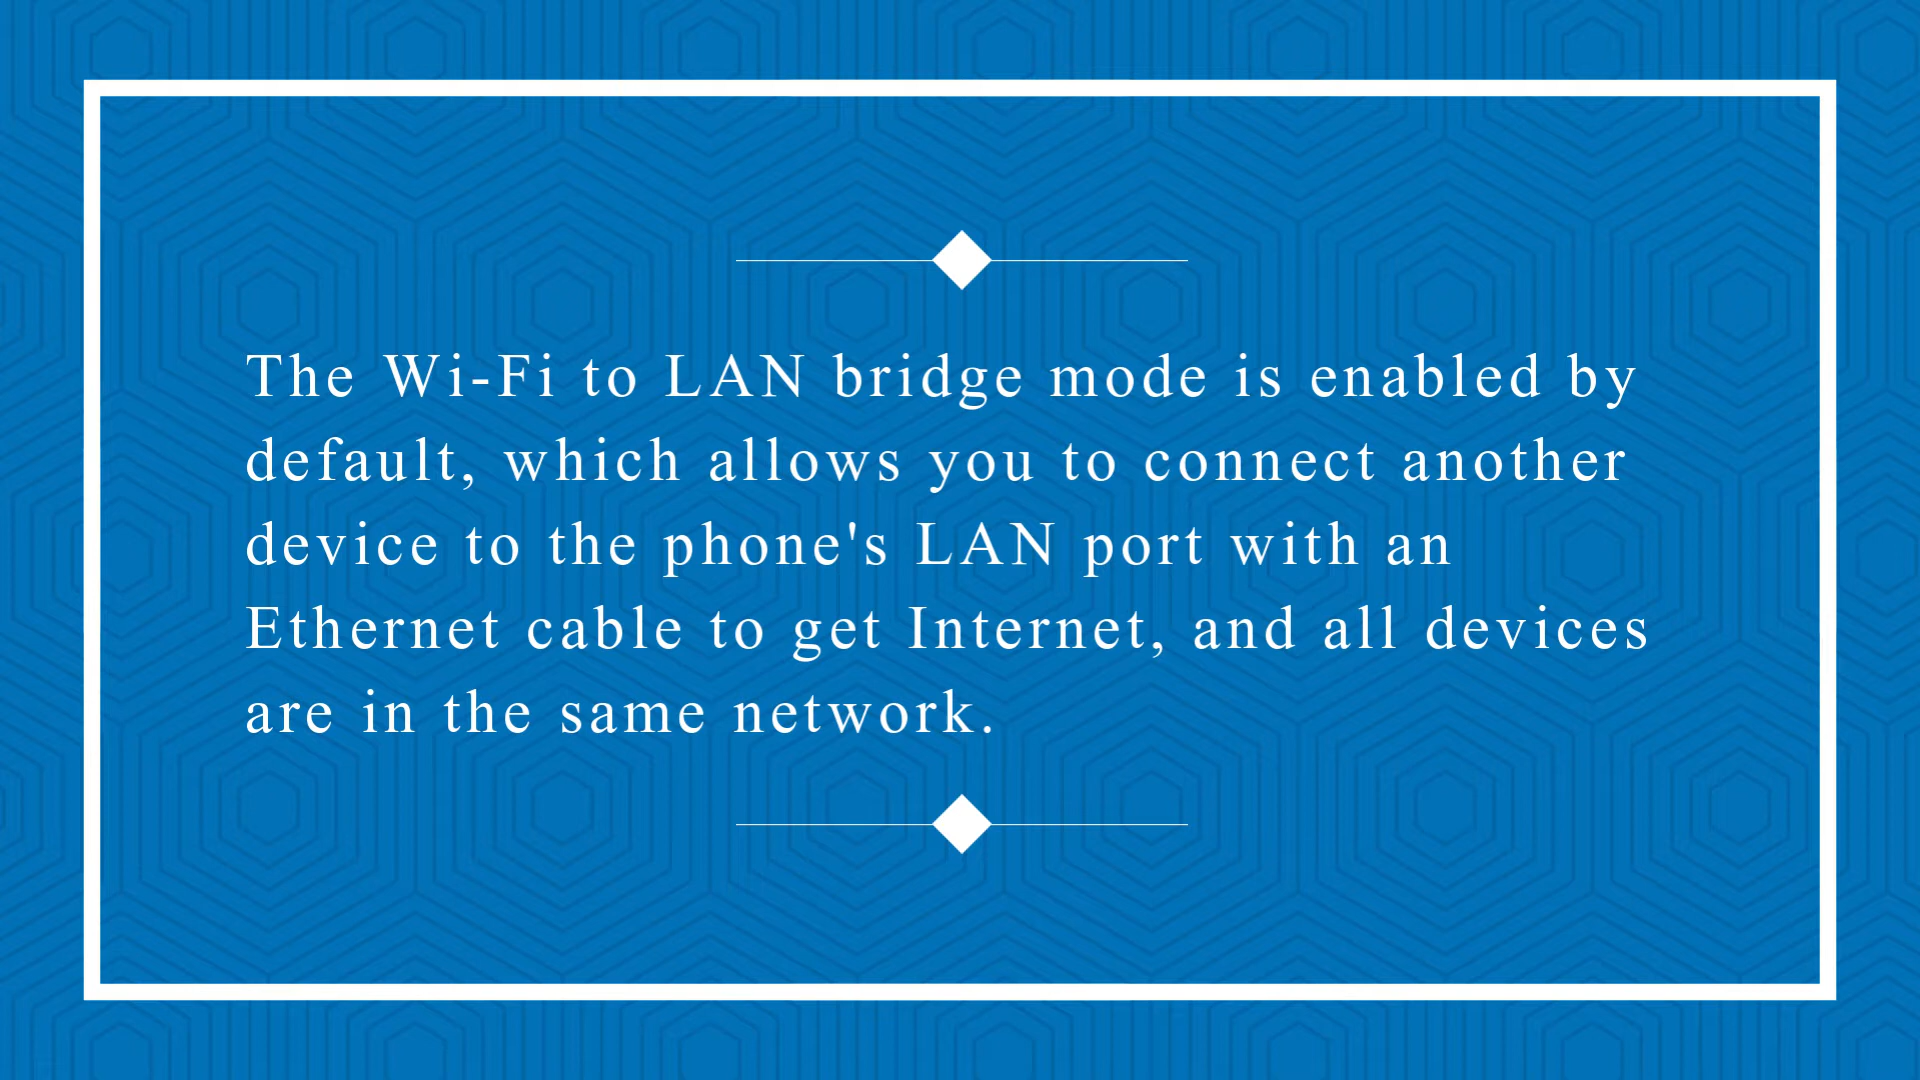 The Wi-Fi to LAN bridge mode is enabled by
default, which allows you to connect another
device to the phone's LAN port with an
Ethernet cable to get Internet, and all devices
are in the same network.